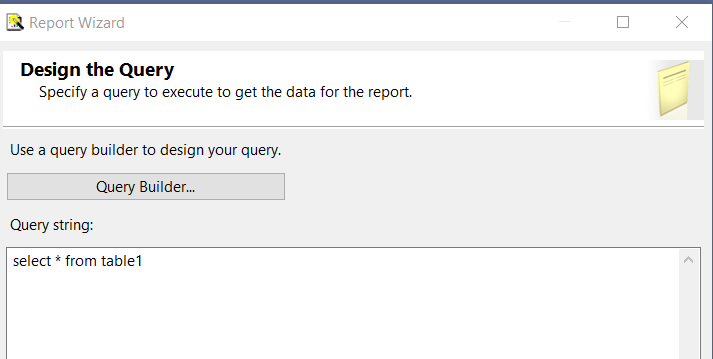 Report Wizard
Design the Query
Specify a query to execute to get the data for the report.
Use a query builder to design your query.
Query Builder...
Query string:
select * from table1